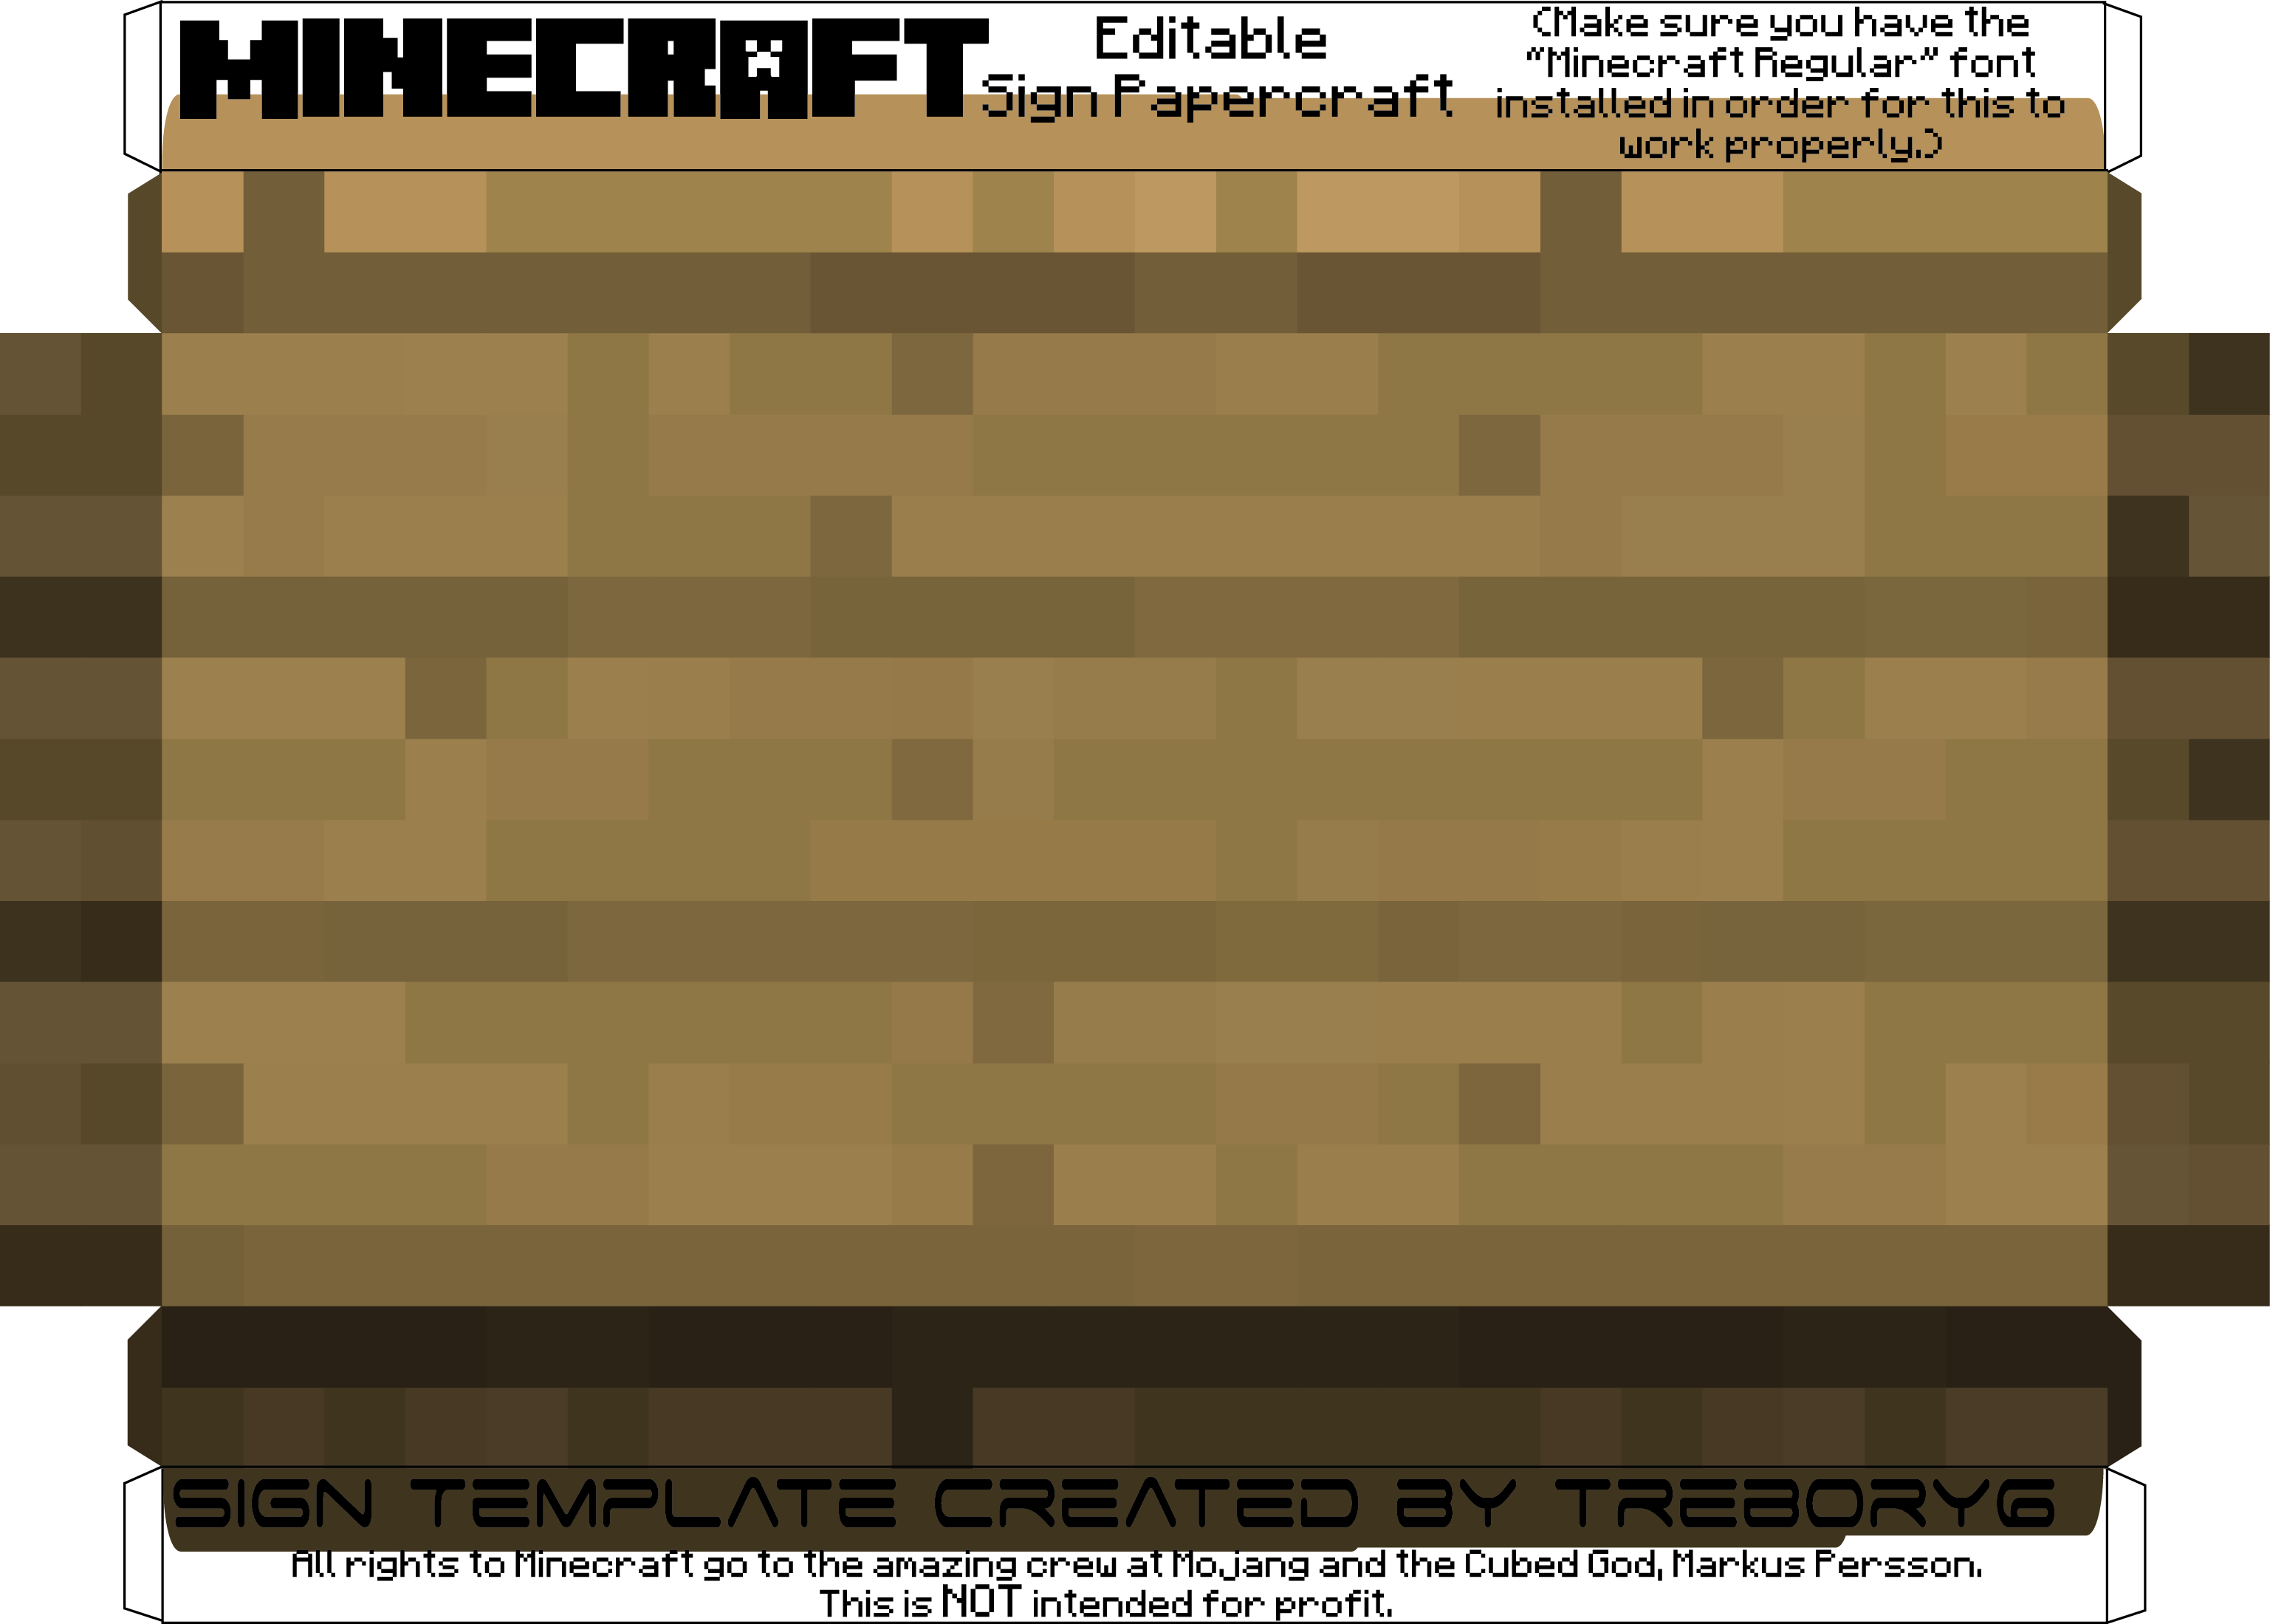 MINECRAFT
Editable
Sign Papercraft
(Make sure you have the
"Minecraft Regular" font
installed in order for this to
work properly.)
SIGN TEMPLATE CREATED BY TREBORY6
All rights to Minecraft go to the amazing crew at Mojang and the Cubed God, Markus Persson.
This is NOT intended for profit.